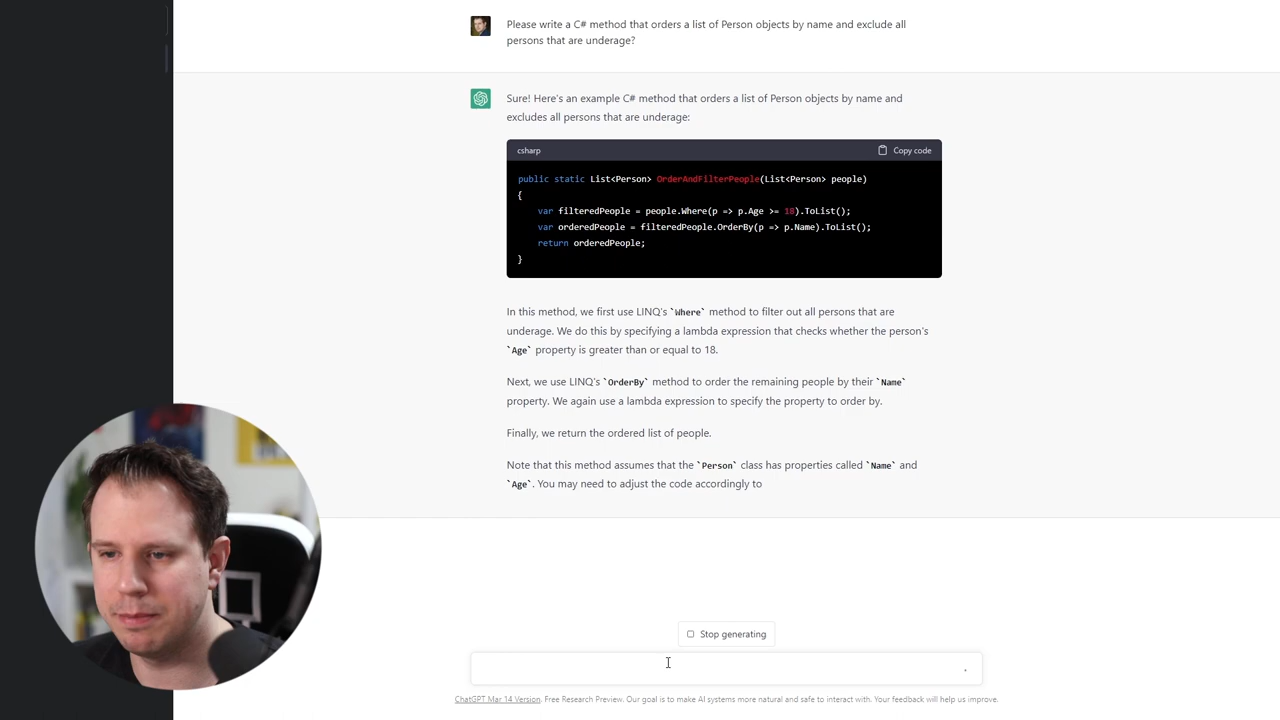 Please write a C# method that orders a list of Person objects by name and exclude all
persons that are underage?
Sure! Here's an example C# method that orders a list of Person objects by name and
excludes all persons that are underage:
csharp
Copy code
public static List<Person> OrderAndFilterPeople(List<Person> people)
{
var filteredPeople = people.Where(p => p.Age >= 18).ToList();
var orderedPeople = filteredPeople.OrderBy(p => p.Name).ToList();
return orderedPeople;
}
In this method, we first use LINQ's `Where` method to filter out all persons that are
underage. We do this by specifying a lambda expression that checks whether the person's
`Age` property is greater than or equal to 18.
Next, we use LINQ's `OrderBy` method to order the remaining people by their `Name`
property. We again use a lambda expression to specify the property to order by.
Finally, we return the ordered list of people.
Note that this method assumes that the `Person` class has properties called `Name` and
`Age`. You may need to adjust the code accordingly to
Stop generating
ChatGPT Mar 14 Version. Free Research Preview. Our goal is to make AI systems more natural and safe to interact with. Your feedback will help us improve.